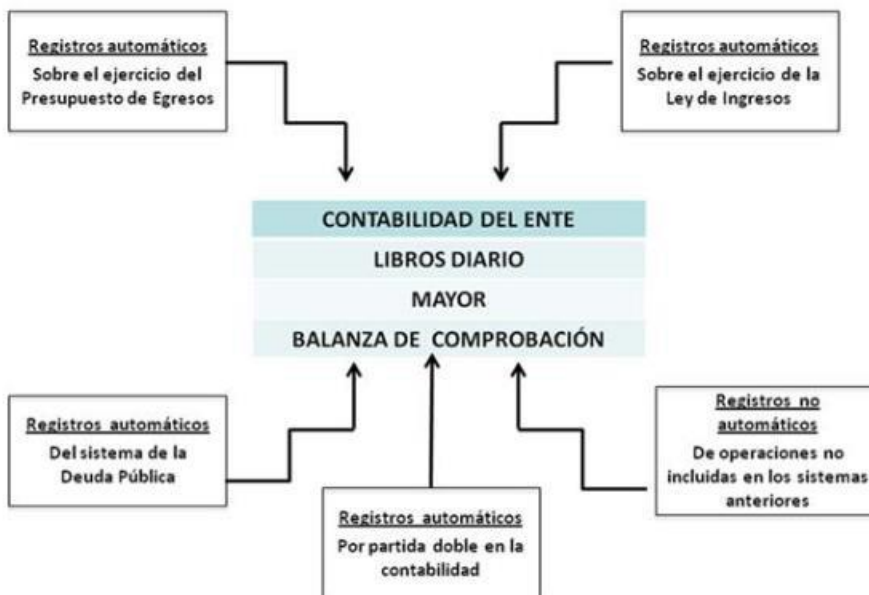 Registros automáticos
Sobre el ejercicio del
Presupuesto de Egresos
Registros automáticos
Sobre el ejercicio de la
Ley de Ingresos
CONTABILIDAD DEL ENTE
LIBROS DIARIO
MAYOR
BALANZA DE COMPROBACIÓN
Registros automáticos
Del sistema de la
Deuda Pública
Registros automáticos
Por partida doble en la
contabilidad
Registros no
automáticos
De operaciones no
incluidas en los sistemas
anteriores